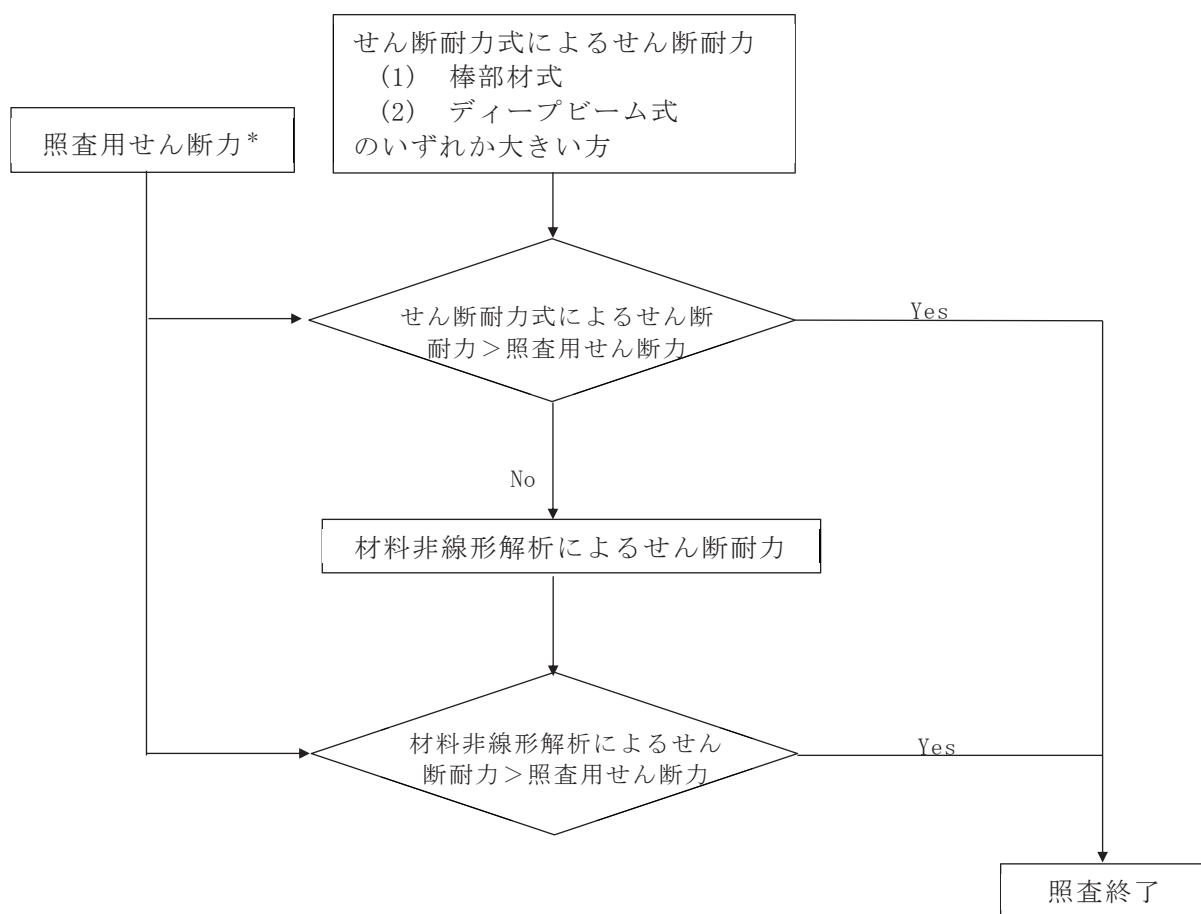 せん断耐力式によるせん断耐力
(1) 棒部材式
(2) ディープビーム式
のいずれか大きい方
照査用せん断力*
せん断耐力式によるせん断
耐力＞照査用せん断力
Yes
No
材料非線形解析によるせん断耐力
材料非線形解析によるせん
断耐力＞照査用せん断力
Yes
照査終了